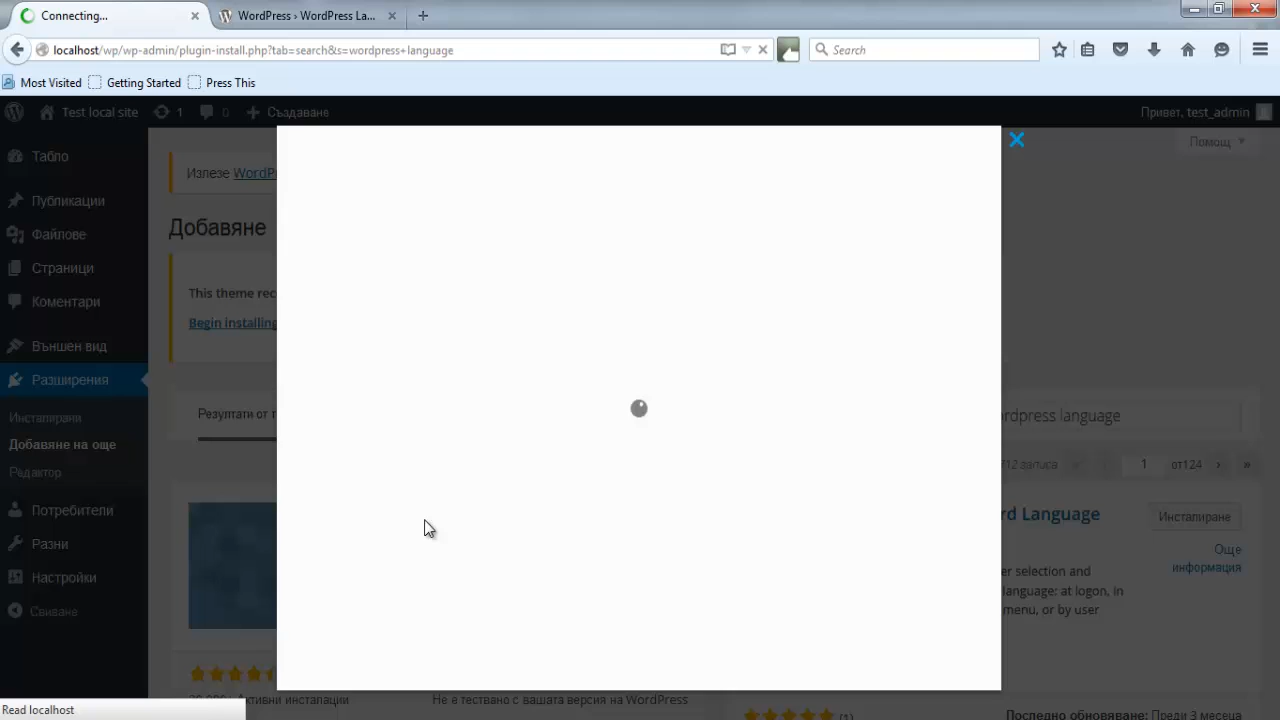 Connecting...
WordPress › WordPress La...
localhost/wp/wp-admin/plugin-install.php?tab=search&s=wordpress+language
Search
Most Visited
Getting Started
Press This
Test local site
1
0
Създаване
Привет, test_admin
Табло
Помощ
Излезе WordP
Публикации
Добавяне
Файлове
Страници
This theme rec
Коментари
Begin installing
Външен вид
Разширения
Резултати от т
rdpress language
Инсталирани
Добавяне на още
12 записа « ‹ 1 от124 › »
Редактор
Потребители
rd Language
Инсталиране
Разни
Още
информация
er selection and
Настройки
language: at logon, in
menu, or by user
Свиване
Активни инсталации
Не е тествано с вашата версия на WordPress
Read localhost
(1)
Последно обновяване: Преди 3 месеца